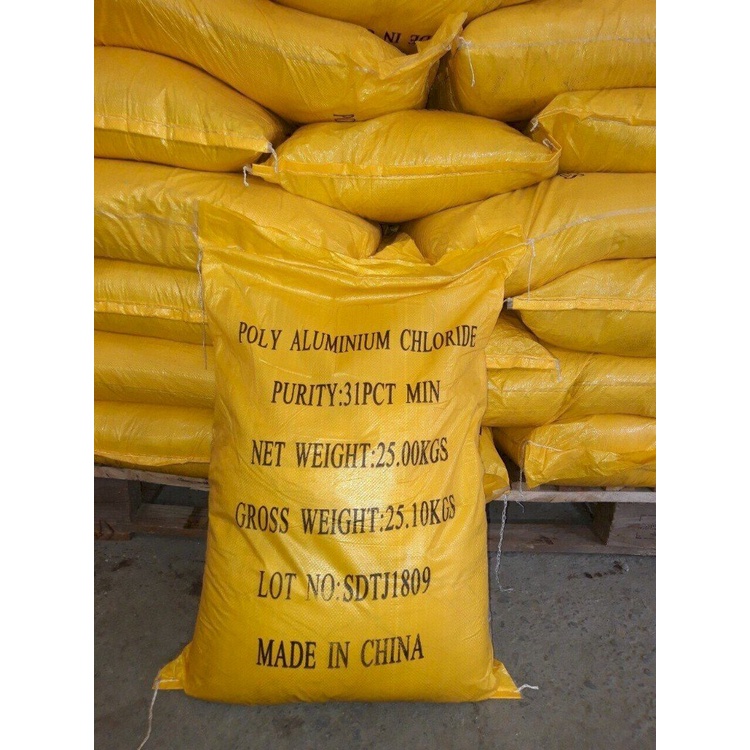 POLY ALUMINIUM CHLORIDE
PURITY:31PCT MIN
NET WEIGHT:25.00KGS
GROSS WEIGHT:25.10KGS
LOT NO:SDTJ1809
MADE IN CHINA